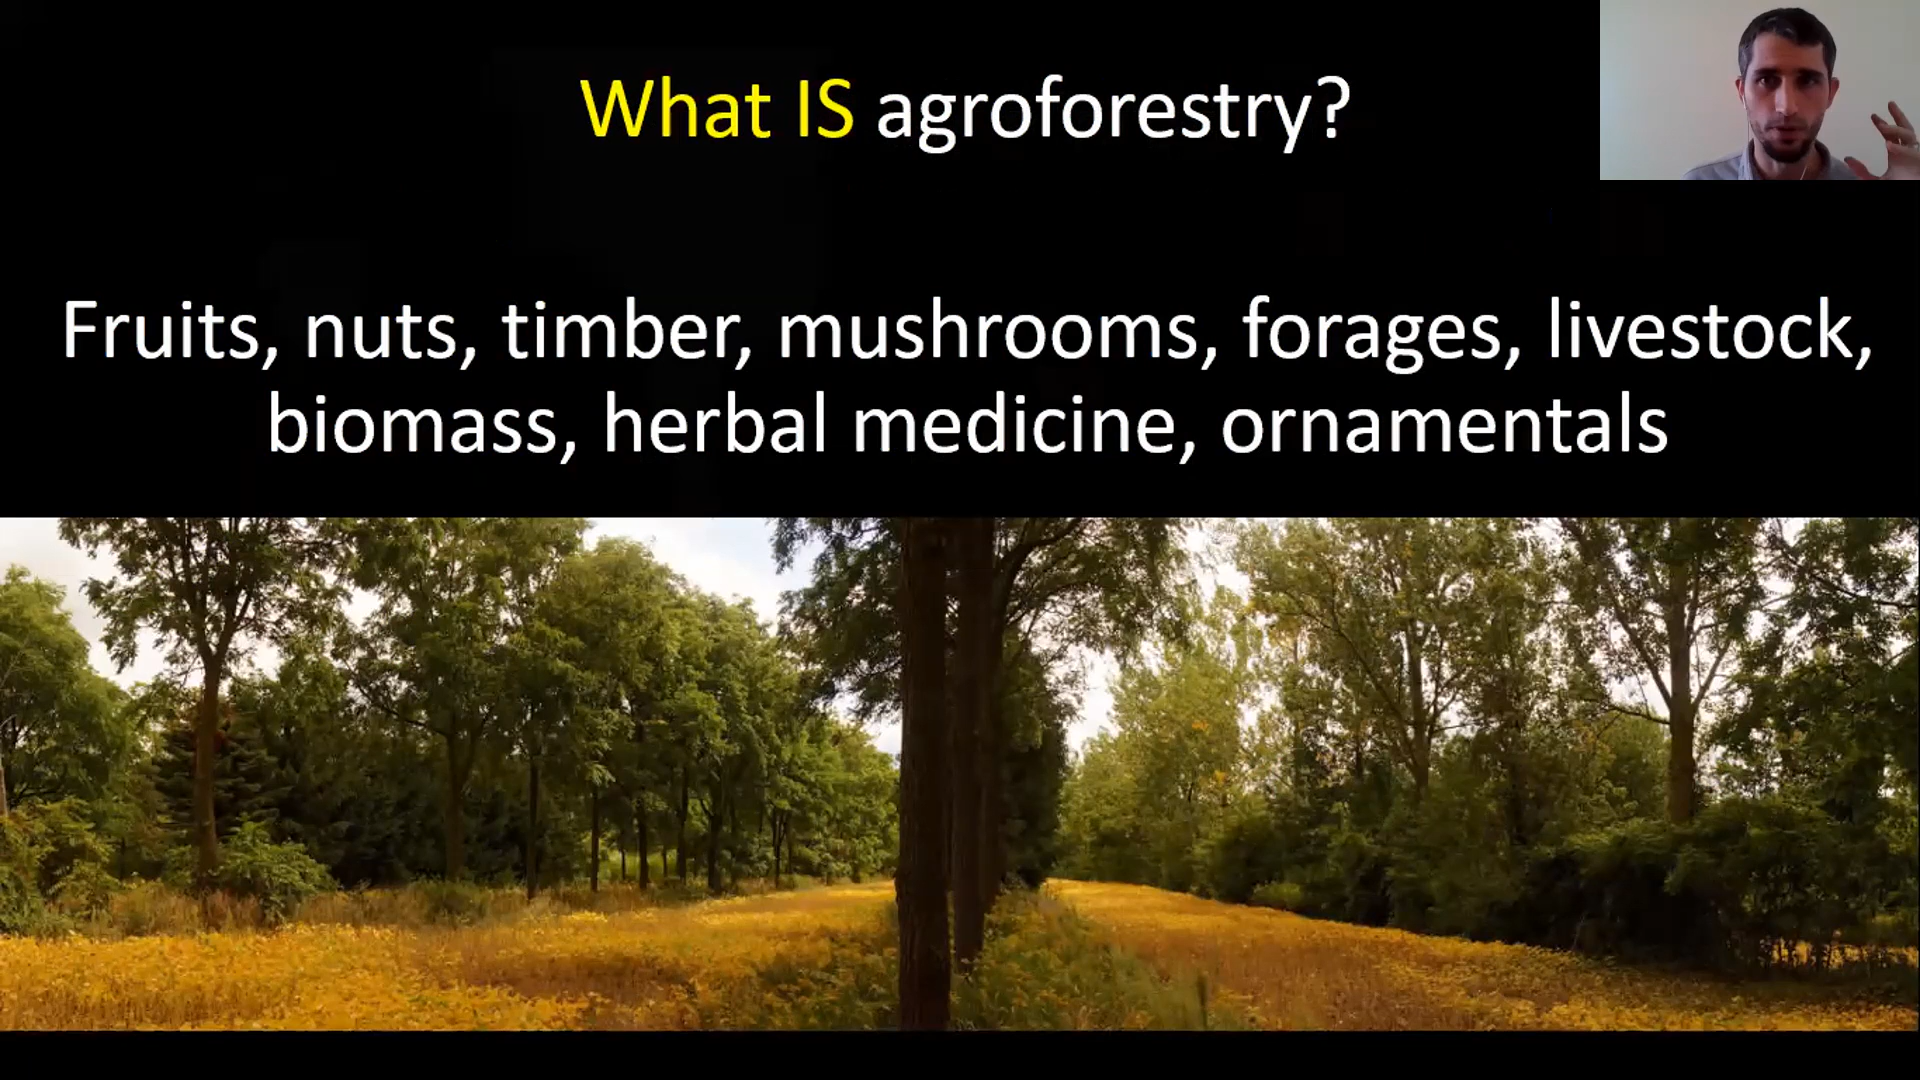 What IS agroforestry?
Fruits, nuts, timber, mushrooms, forages, livestock,
biomass, herbal medicine, ornamentals